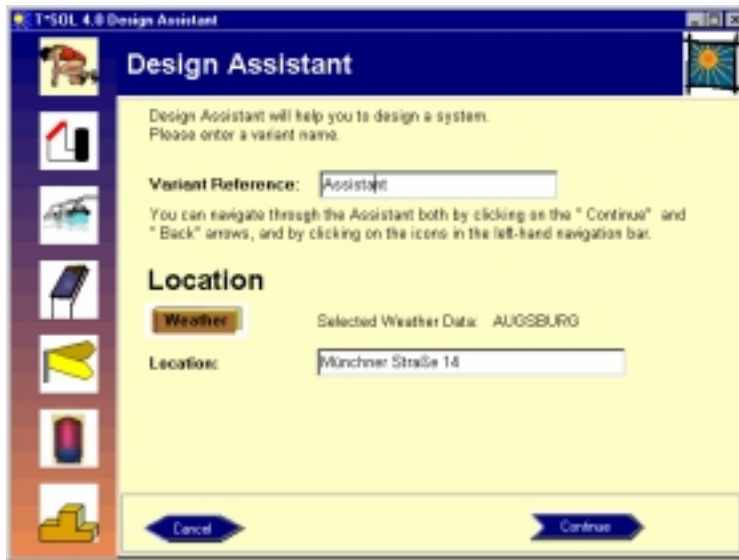 T*SOL 4.0 Design Assistant
Design Assistant
Design Assistant will help you to design a system.
Please enter a variant name.
Variant Reference: Assistant
You can navigate through the Assistant both by clicking on the " Continue" and
" Back" arrows, and by clicking on the icons in the left-hand navigation bar.
Location
Weather Selected Weather Data: AUGSBURG
Location: Münchner Straße 14
Cancel Continue